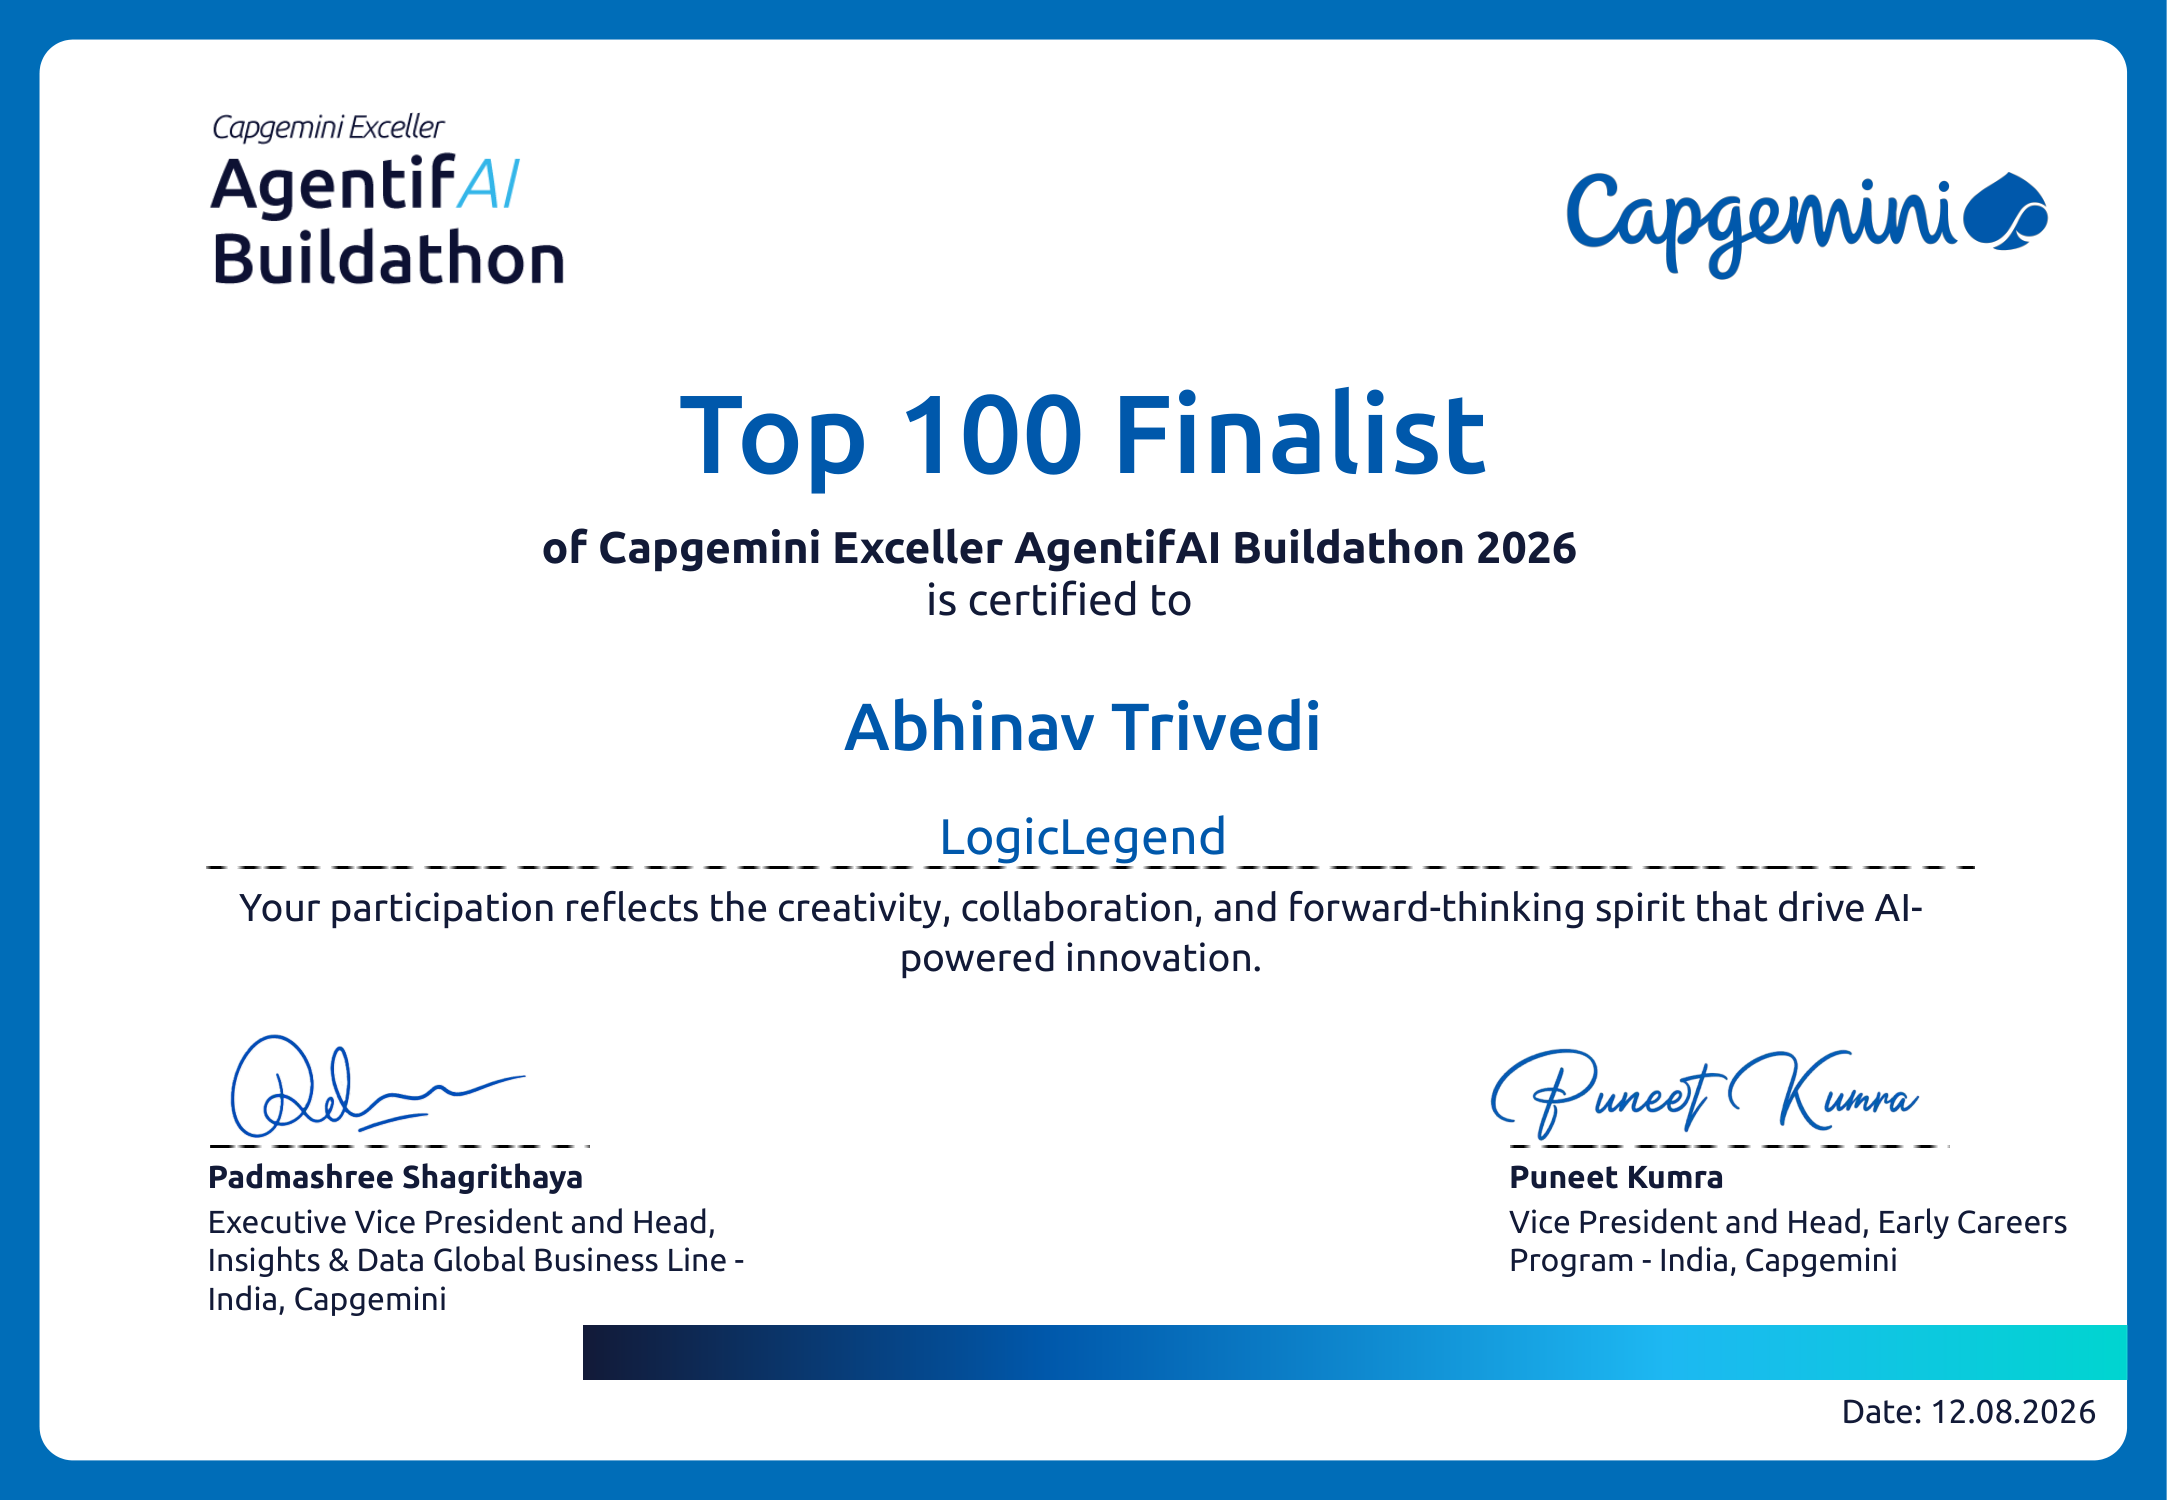 Capgemini Exceller
AgentifAI
Buildathon
Capgemini
Top 100 Finalist
of Capgemini Exceller AgentifAI Buildathon 2026
is certified to
Abhinav Trivedi
LogicLegend
Your participation reflects the creativity, collaboration, and forward-thinking spirit that drive AI-
powered innovation.
Puneet Kumra
Padmashree Shagrithaya
Executive Vice President and Head,
Insights & Data Global Business Line -
India, Capgemini
Puneet Kumra
Vice President and Head, Early Careers
Program - India, Capgemini
Date: 12.08.2026